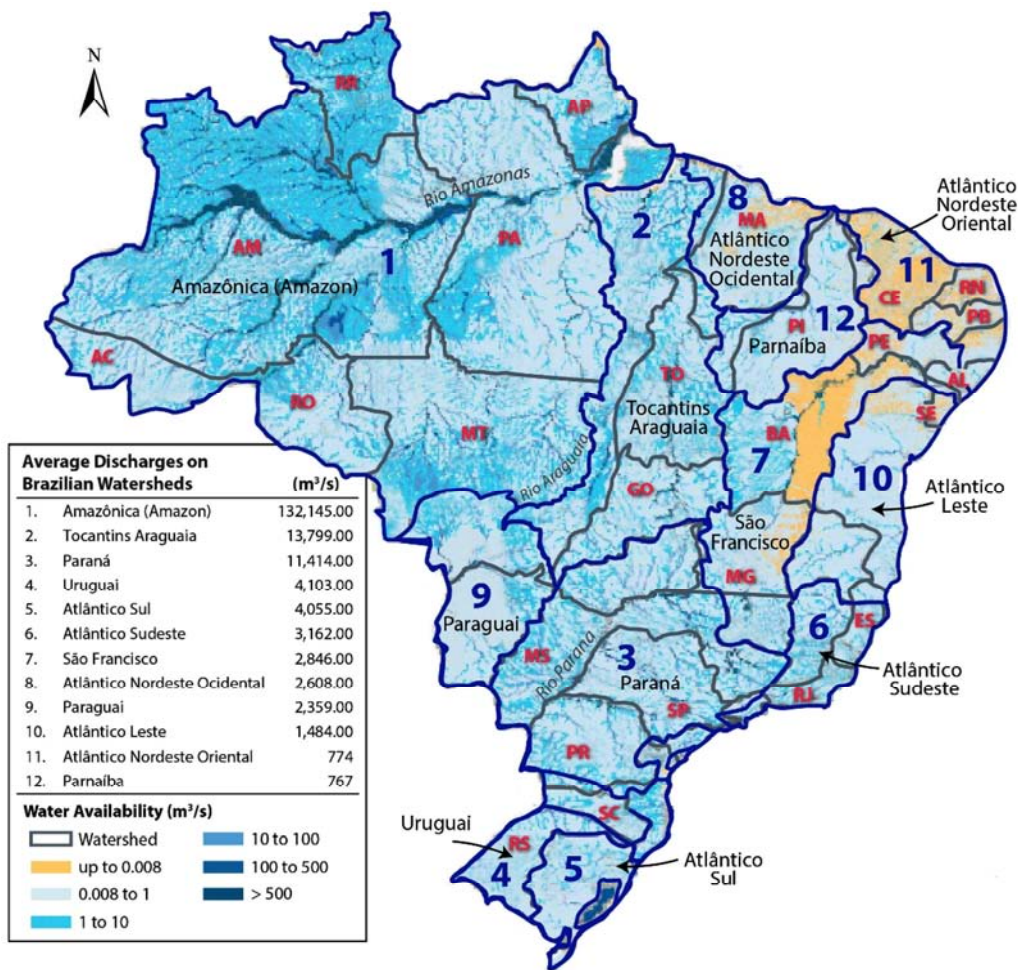 N
RR
AP
Rio Amazonas
AM
PA
1
Amazônica (Amazon)
2
8
MA
Atlântico
Nordeste
Ocidental
Atlântico
Nordeste
Oriental
11
CE
RN
PB
PE
AL
SE
PI
12
Parnaíba
AC
RO
MT
TO
Tocantins
Araguaia
Rio Araguaia
GO
BA
7
São
Francisco
MG
10
Atlântico
Leste
9
Paraguai
MS
Rio Paraná
3
Paraná
SP
6
ES
Atlântico
Sudeste
RJ
PR
SC
Uruguai
RS
4
5
Atlântico
Sul
Average Discharges on
Brazilian Watersheds (m³/s)
1. Amazônica (Amazon) 132,145.00
2. Tocantins Araguaia 13,799.00
3. Paraná 11,414.00
4. Uruguai 4,103.00
5. Atlântico Sul 4,055.00
6. Atlântico Sudeste 3,162.00
7. São Francisco 2,846.00
8. Atlântico Nordeste Ocidental 2,608.00
9. Paraguai 2,359.00
10. Atlântico Leste 1,484.00
11. Atlântico Nordeste Oriental 774
12. Parnaíba 767
Water Availability (m³/s)
Watershed
up to 0.008
0.008 to 1
1 to 10
10 to 100
100 to 500
> 500